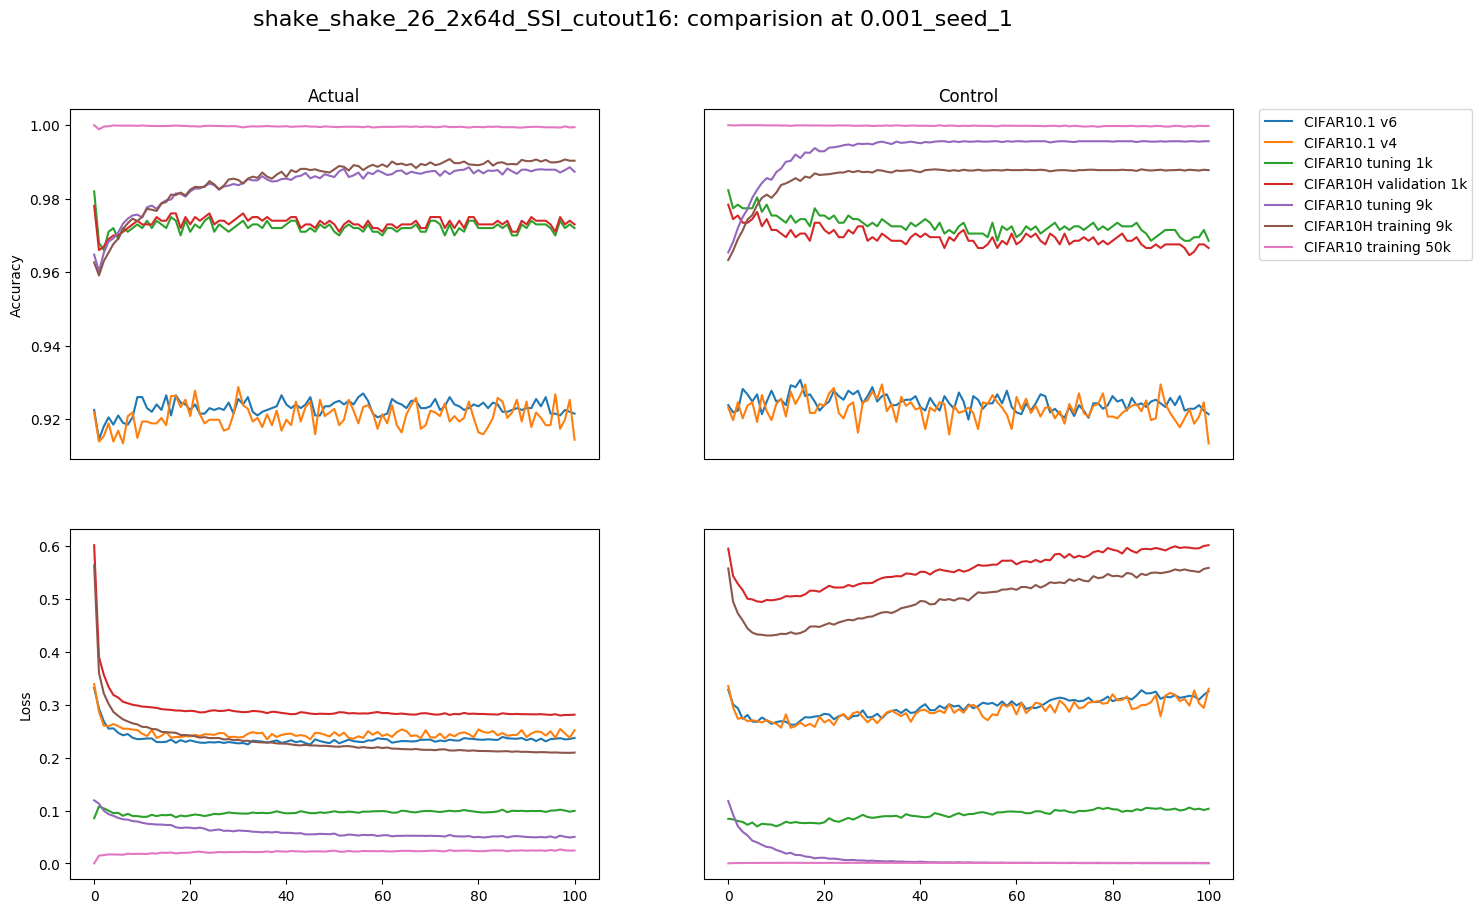 shake_shake_26_2x64d_SSI_cutout16: comparision at 0.001_seed_1
Actual
Control
Accuracy
1.00
0.98
0.96
0.94
0.92
CIFAR10.1 v6
CIFAR10.1 v4
CIFAR10 tuning 1k
CIFAR10H validation 1k
CIFAR10 tuning 9k
CIFAR10H training 9k
CIFAR10 training 50k
Loss
0.6
0.5
0.4
0.3
0.2
0.1
0.0
0 20 40 60 80 100
0 20 40 60 80 100